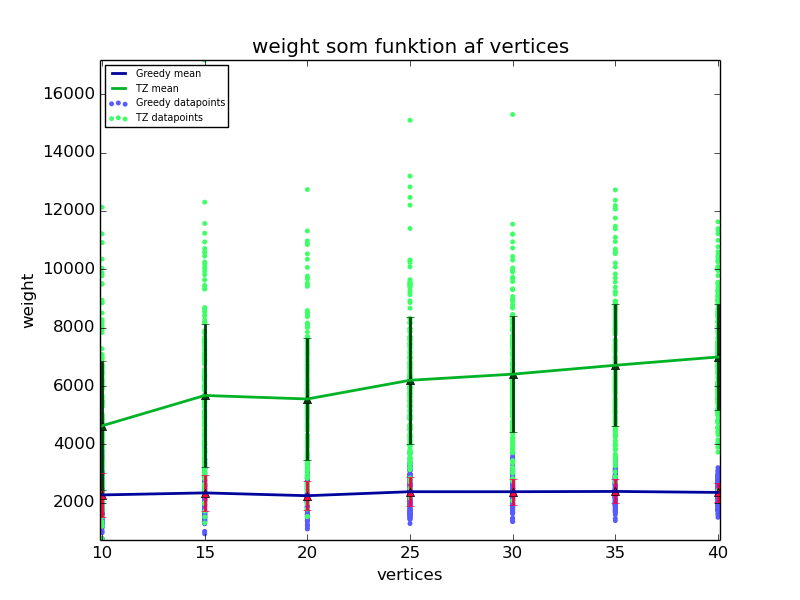 weight som funktion af vertices
Greedy mean
TZ mean
Greedy datapoints
TZ datapoints
16000
14000
12000
10000
8000
6000
4000
2000
weight
10 15 20 25 30 35 40
vertices